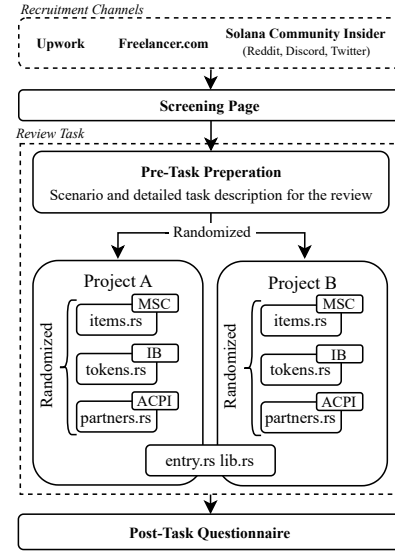 Recruitment Channels
Upwork Freelancer.com Solana Community Insider
(Reddit, Discord, Twitter)
Screening Page
Review Task
Pre-Task Preperation
Scenario and detailed task description for the review
Randomized
Project A
Randomized
MSC
items.rs
IB
tokens.rs
ACPI
partners.rs
Project B
Randomized
MSC
items.rs
IB
tokens.rs
ACPI
partners.rs
entry.rs lib.rs
Post-Task Questionnaire